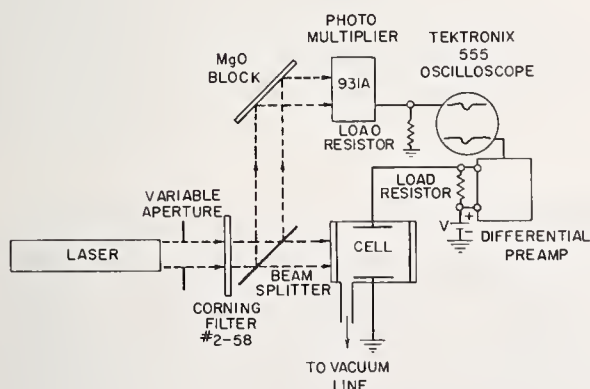 PHOTO
MULTIPLIER
TEKTRONIX
555
OSCILLOSCOPE
MgO
BLOCK
931A
LOAD
RESISTOR
VARIABLE
APERTURE
LOAD
RESISTOR
V
+
−
DIFFERENTIAL
PREAMP
LASER
CELL
BEAM
SPLITTER
CORNING
FILTER
#2-58
TO VACUUM
LINE